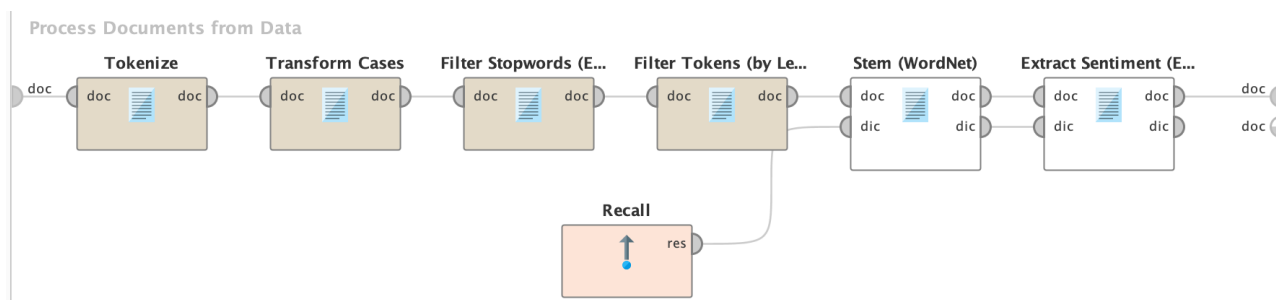 Process Documents from Data
Tokenize Transform Cases Filter Stopwords (E... Filter Tokens (by Le... Stem (WordNet) Extract Sentiment (E...
doc doc doc doc doc doc doc doc doc doc doc doc doc doc
dic dic dic dic doc
Recall
res